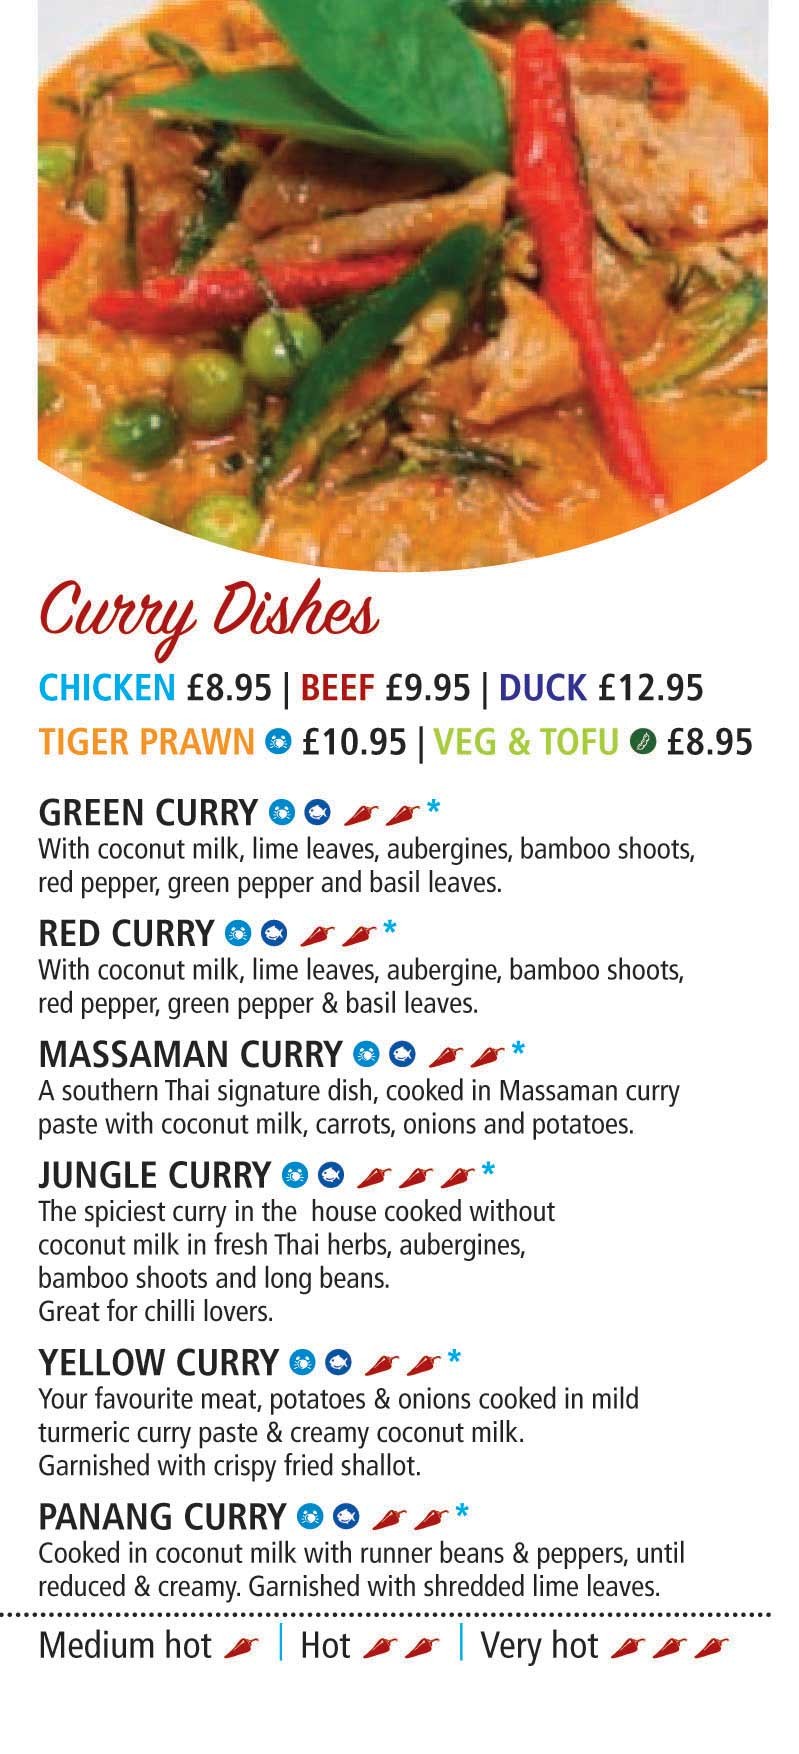 Curry Dishes
CHICKEN £8.95 | BEEF £9.95 | DUCK £12.95
TIGER PRAWN £10.95 | VEG & TOFU £8.95
GREEN CURRY *
With coconut milk, lime leaves, aubergines, bamboo shoots,
red pepper, green pepper and basil leaves.
RED CURRY *
With coconut milk, lime leaves, aubergine, bamboo shoots,
red pepper, green pepper & basil leaves.
MASSAMAN CURRY *
A southern Thai signature dish, cooked in Massaman curry
paste with coconut milk, carrots, onions and potatoes.
JUNGLE CURRY *
The spiciest curry in the house cooked without
coconut milk in fresh Thai herbs, aubergines,
bamboo shoots and long beans.
Great for chilli lovers.
YELLOW CURRY *
Your favourite meat, potatoes & onions cooked in mild
turmeric curry paste & creamy coconut milk.
Garnished with crispy fried shallot.
PANANG CURRY *
Cooked in coconut milk with runner beans & peppers, until
reduced & creamy. Garnished with shredded lime leaves.
Medium hot | Hot | Very hot